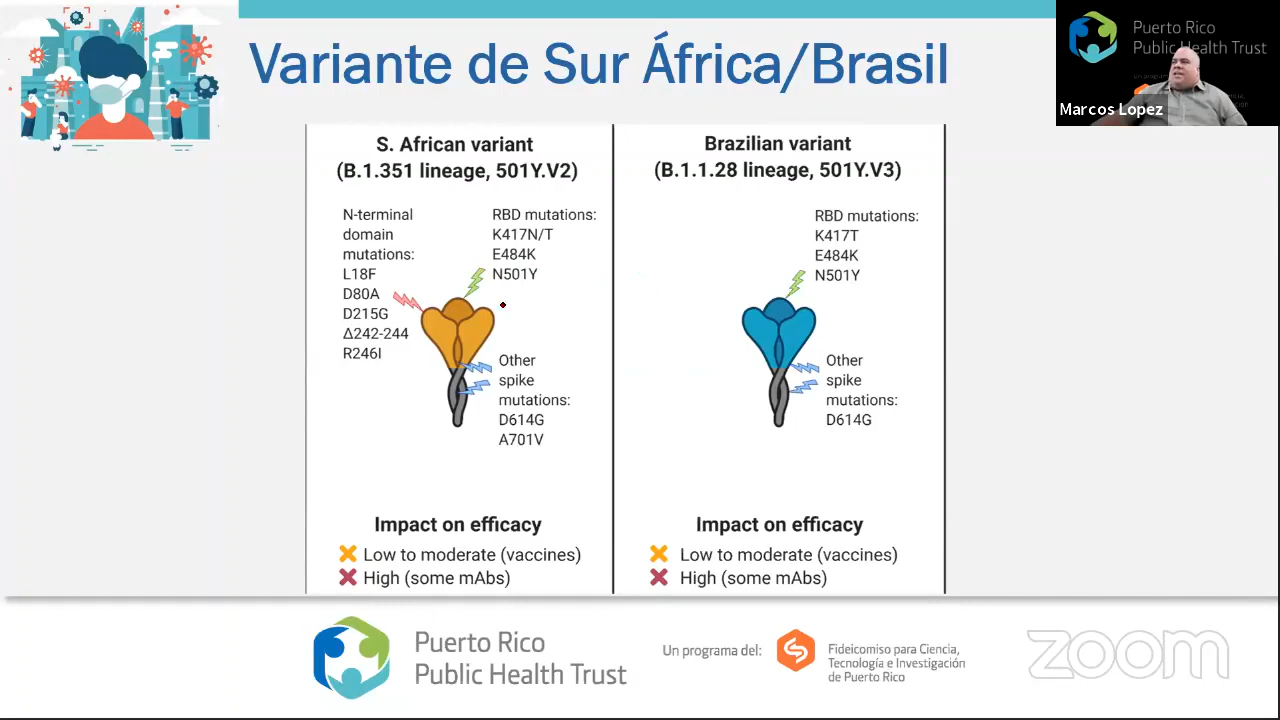 Variante de Sur África/Brasil
Puerto Rico
Public Health Trust
Marcos Lopez
S. African variant
(B.1.351 lineage, 501Y.V2)
N-terminal
domain
mutations:
L18F
D80A
D215G
Δ242-244
R246I
RBD mutations:
K417N/T
E484K
N501Y
Other
spike
mutations:
D614G
A701V
Impact on efficacy
Low to moderate (vaccines)
High (some mAbs)
Brazilian variant
(B.1.1.28 lineage, 501Y.V3)
RBD mutations:
K417T
E484K
N501Y
Other
spike
mutations:
D614G
Impact on efficacy
Low to moderate (vaccines)
High (some mAbs)
Puerto Rico
Public Health Trust
Un programa del:
Fideicomiso para Ciencia,
Tecnología e Investigación
de Puerto Rico
zoom